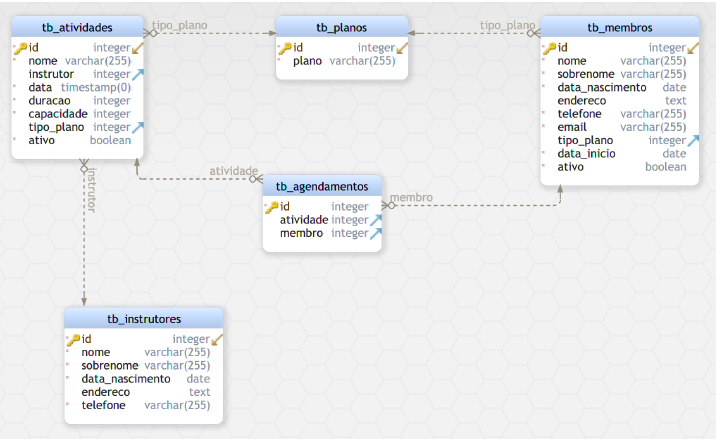 tb_atividades
id integer
nome varchar(255)
instrutor integer
data timestamp(0)
duracao integer
capacidade integer
tipo_plano integer
ativo boolean
tipo_plano
tb_planos
id integer
plano varchar(255)
tipo_plano
tb_membros
id integer
nome varchar(255)
sobrenome varchar(255)
data_nascimento date
endereco text
telefone varchar(255)
email varchar(255)
tipo_plano integer
data_inicio date
ativo boolean
instrutor
atividade
tb_agendamentos
id integer
atividade integer
membro integer
membro
tb_instrutores
id integer
nome varchar(255)
sobrenome varchar(255)
data_nascimento date
endereco text
telefone varchar(255)